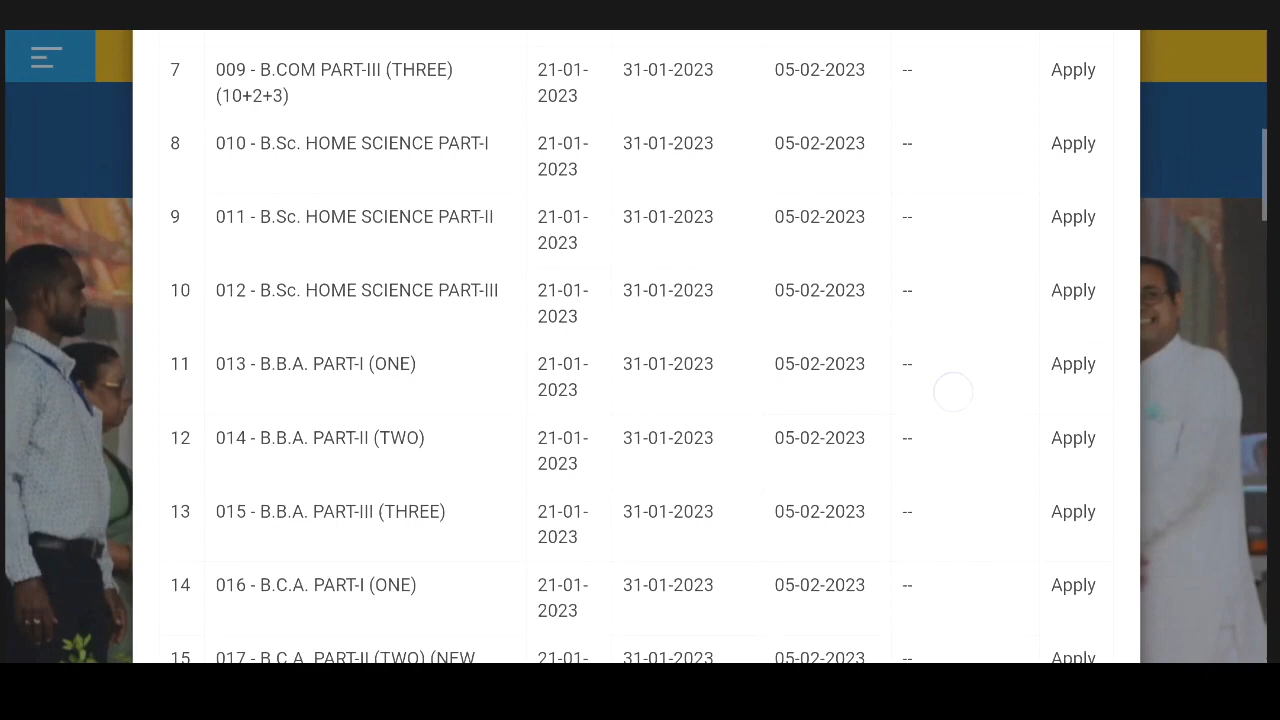 7 009 - B.COM PART-III (THREE) 21-01- 31-01-2023 05-02-2023 -- Apply
(10+2+3) 2023
8 010 - B.Sc. HOME SCIENCE PART-I 21-01- 31-01-2023 05-02-2023 -- Apply
2023
9 011 - B.Sc. HOME SCIENCE PART-II 21-01- 31-01-2023 05-02-2023 -- Apply
2023
10 012 - B.Sc. HOME SCIENCE PART-III 21-01- 31-01-2023 05-02-2023 -- Apply
2023
11 013 - B.B.A. PART-I (ONE) 21-01- 31-01-2023 05-02-2023 -- Apply
2023
12 014 - B.B.A. PART-II (TWO) 21-01- 31-01-2023 05-02-2023 -- Apply
2023
13 015 - B.B.A. PART-III (THREE) 21-01- 31-01-2023 05-02-2023 -- Apply
2023
14 016 - B.C.A. PART-I (ONE) 21-01- 31-01-2023 05-02-2023 -- Apply
2023
15 017 - B.C.A. PART-II (TWO) (NEW 21-01- 31-01-2023 05-02-2023 -- Apply